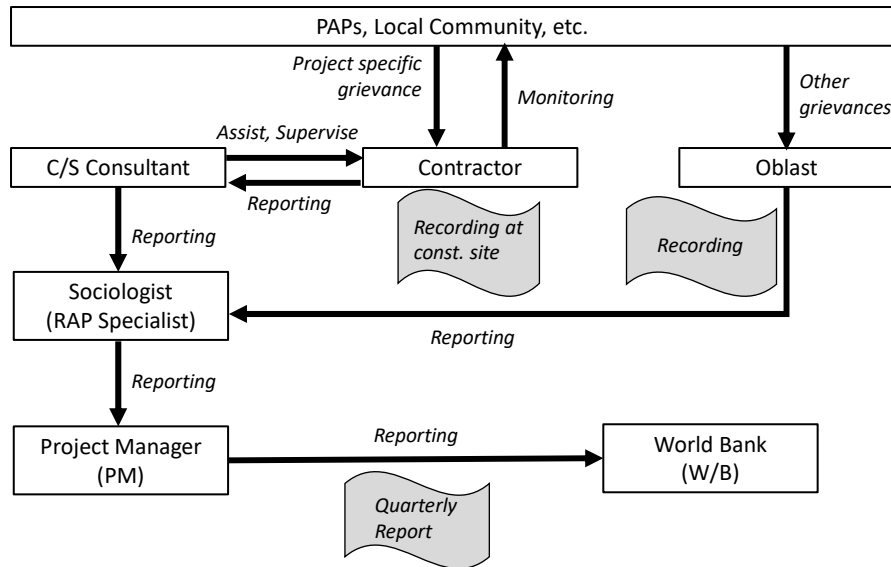 PAPs, Local Community, etc.
Project specific
grievance
Monitoring
Other
grievances
Assist, Supervise
C/S Consultant
Contractor
Oblast
Reporting
Recording at
const. site
Recording
Reporting
Sociologist
(RAP Specialist)
Reporting
Reporting
Project Manager
(PM)
Reporting
World Bank
(W/B)
Quarterly
Report